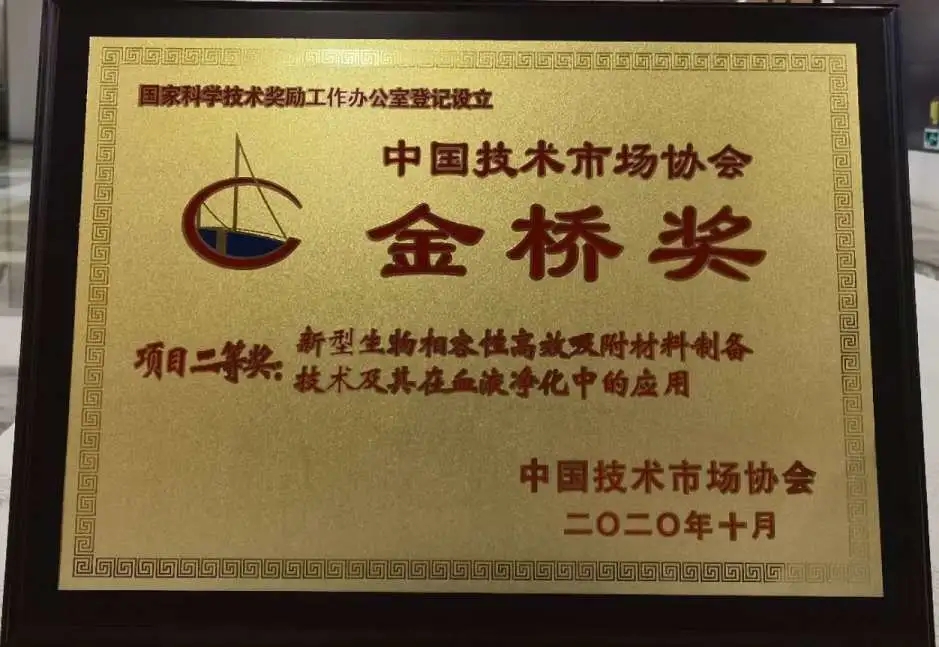 国家科学技术奖励工作办公室登记设立
中国技术市场协会
金桥奖
项目二等奖：新型生物相容性高效吸附材料制备
技术及其在血液净化中的应用
中国技术市场协会
二〇二〇年十月